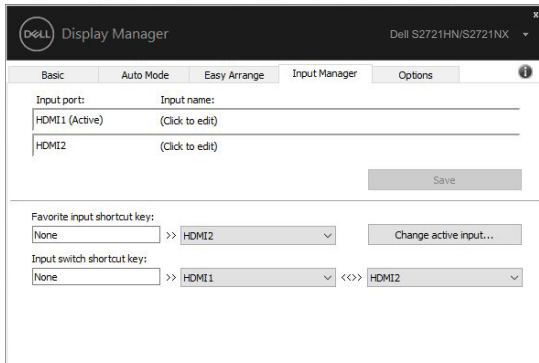 x
DELL Display Manager Dell S2721HN/S2721NX
Basic Auto Mode Easy Arrange Input Manager Options i
Input port: Input name:
HDMI1 (Active) (Click to edit)
HDMI2 (Click to edit)
Save
Favorite input shortcut key:
None >> HDMI2 Change active input...
Input switch shortcut key:
None >> HDMI1 <<>> HDMI2